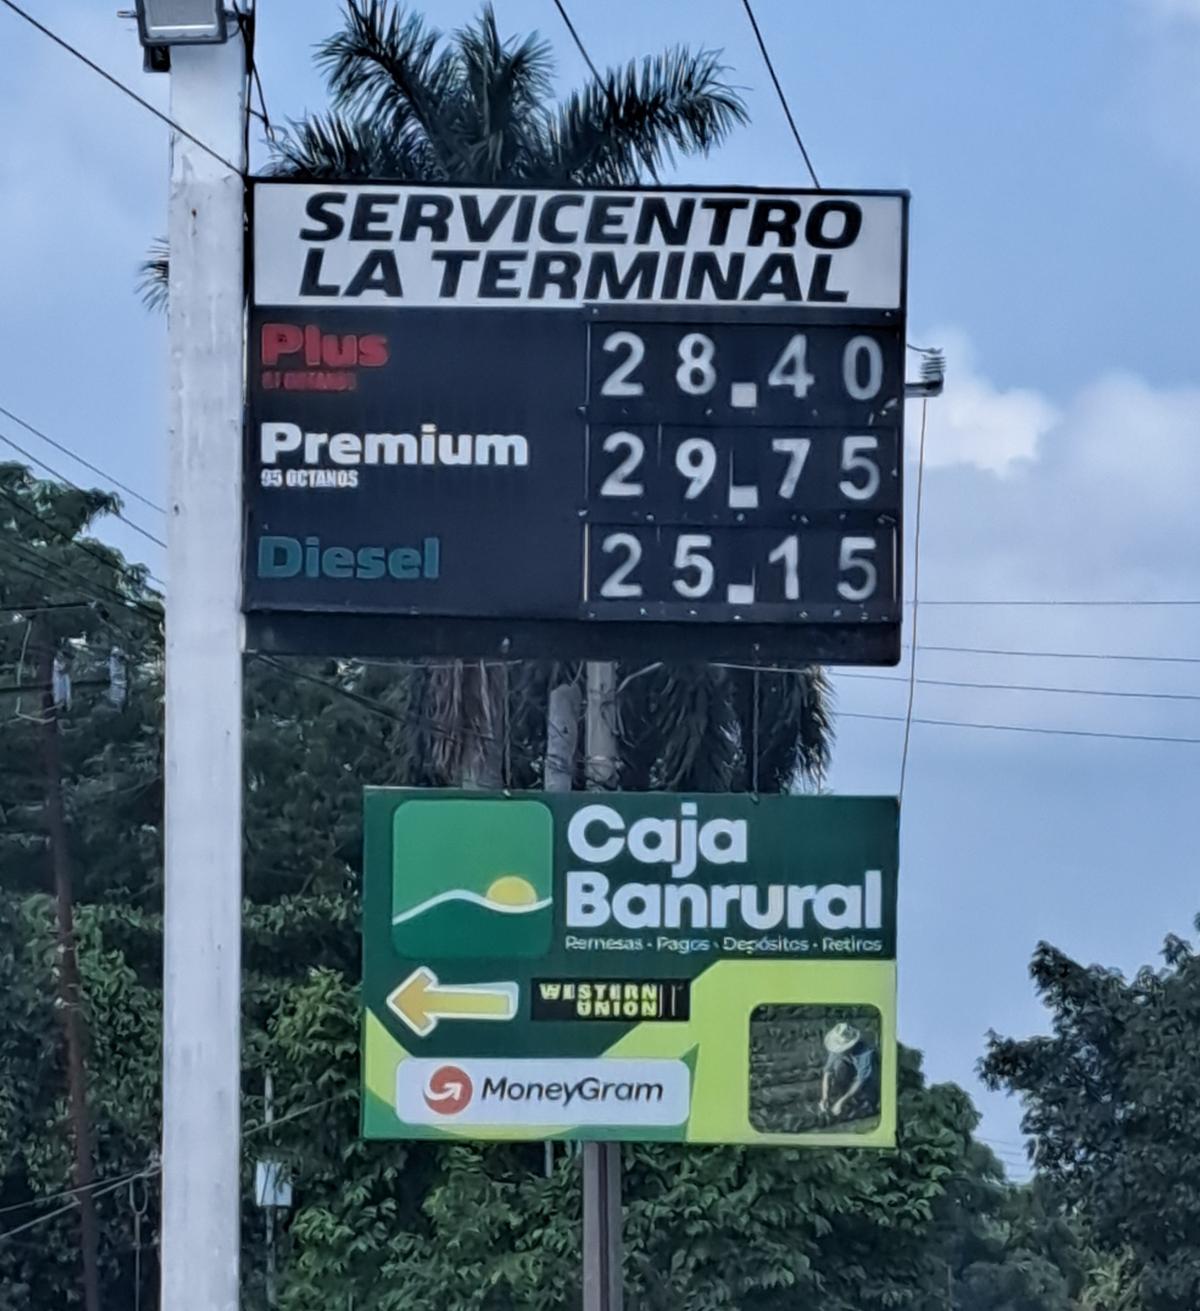 SERVICENTRO
LA TERMINAL
Plus 28.40
Premium 29.75
95 OCTANOS
Diesel 25.15
Caja
Banrural
Remesas · Pagos · Depósitos · Retiros
WESTERN
UNION
MoneyGram